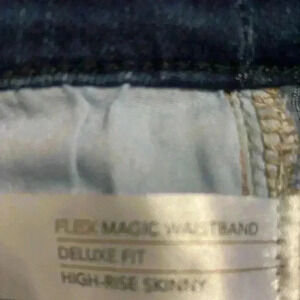 FLEX MAGIC WAISTBAND
DELUXE FIT
HIGH-RISE SKINNY